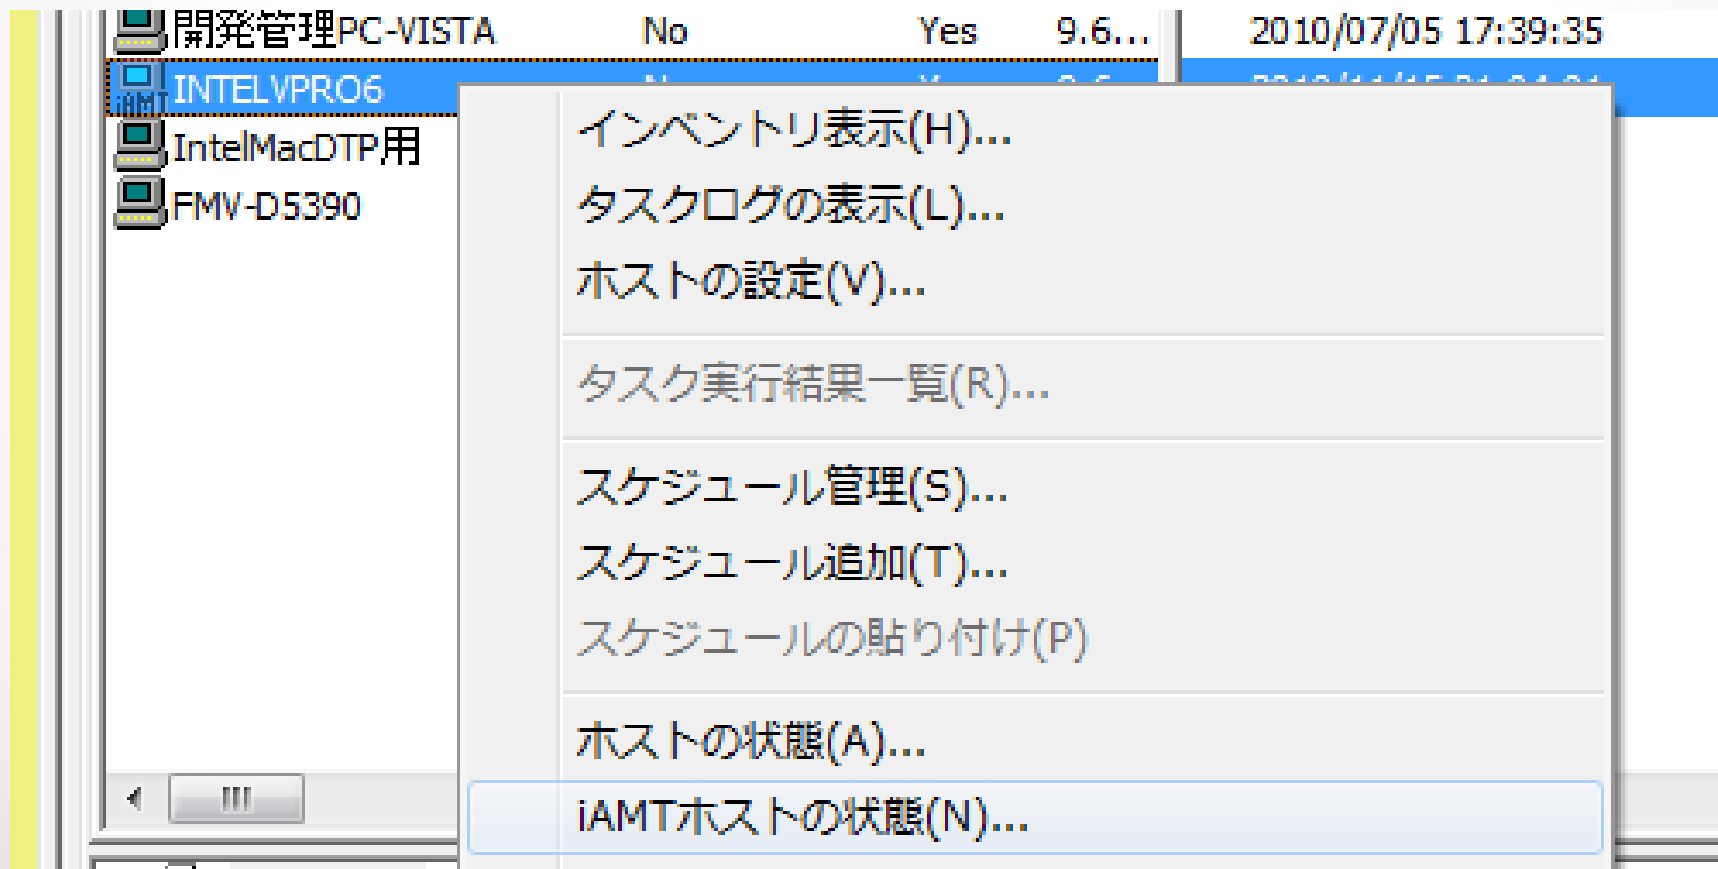 開発管理PC-VISTA No Yes 9.6... 2010/07/05 17:39:35
INTELVPRO6
iAMT
IntelMacDTP用
FMV-D5390
インベントリ表示(H)...
タスクログの表示(L)...
ホストの設定(V)...
タスク実行結果一覧(R)...
スケジュール管理(S)...
スケジュール追加(T)...
スケジュールの貼り付け(P)
ホストの状態(A)...
iAMTホストの状態(N)...